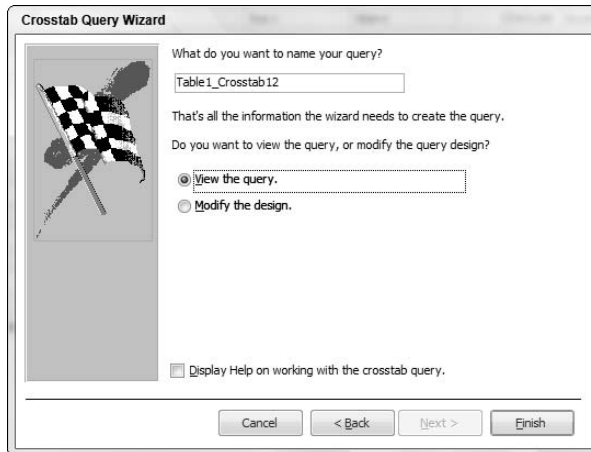 Crosstab Query Wizard
What do you want to name your query?
Table1_Crosstab12
That's all the information the wizard needs to create the query.
Do you want to view the query, or modify the query design?
View the query.
Modify the design.
Display Help on working with the crosstab query.
Cancel
< Back
Next >
Finish